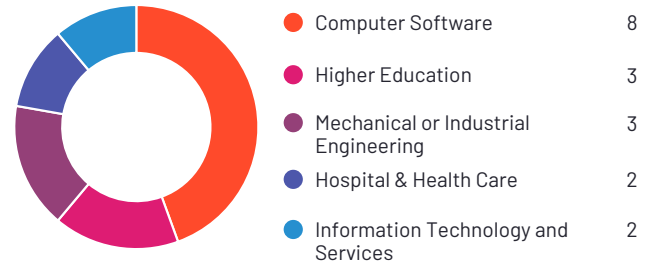 Computer Software 8
Higher Education 3
Mechanical or Industrial 3
Engineering
Hospital & Health Care 2
Information Technology and 2
Services